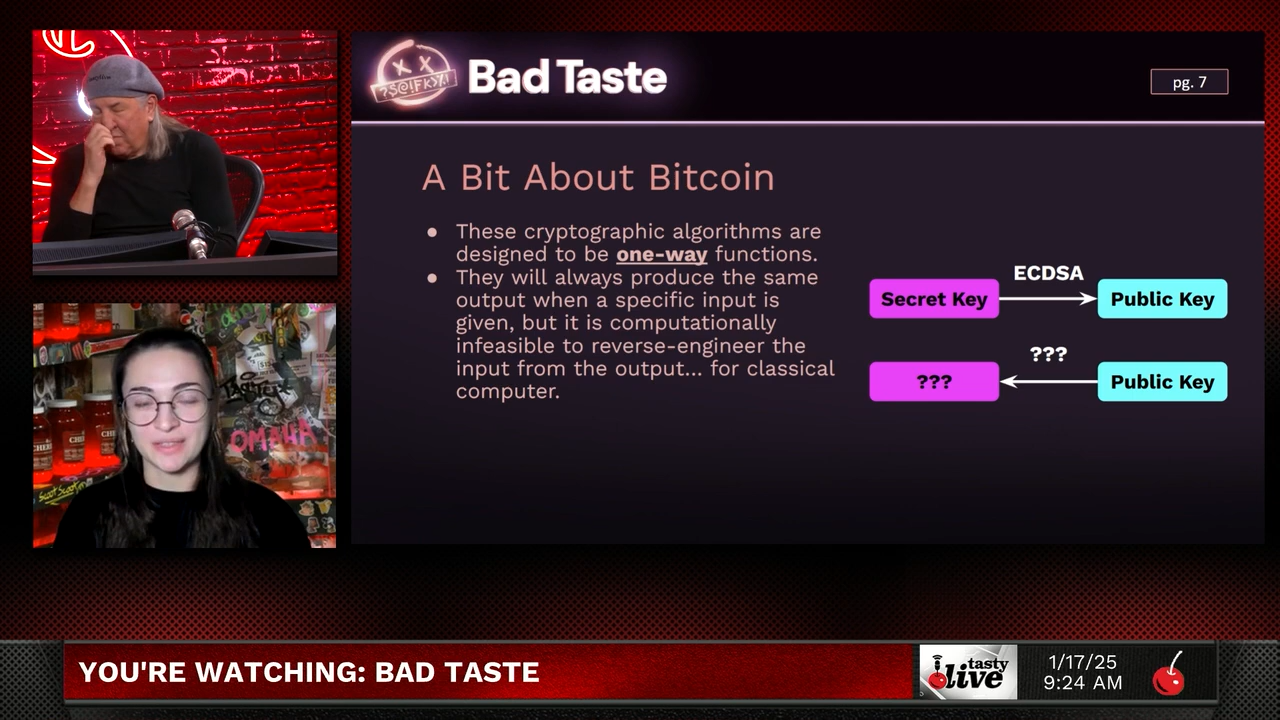 ?$@!FK)%!
Bad Taste
pg. 7
A Bit About Bitcoin
● These cryptographic algorithms are
designed to be one-way functions.
● They will always produce the same
output when a specific input is
given, but it is computationally
infeasible to reverse-engineer the
input from the output... for classical
computer.
ECDSA
Secret Key
Public Key
???
???
Public Key
OMAHA
YOU'RE WATCHING: BAD TASTE
tasty
live
1/17/25
9:24 AM